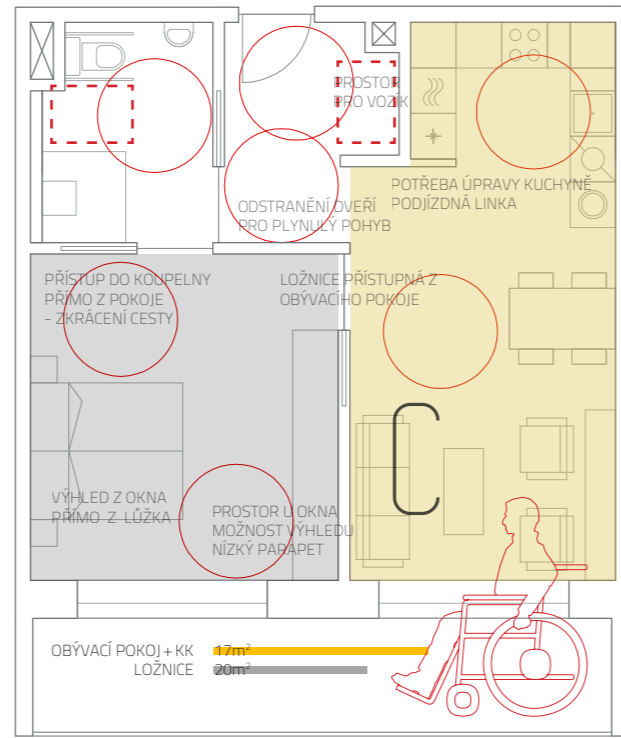 PROSTOR
PRO VOZÍK
POTŘEBA ÚPRAVY KUCHYNĚ
PODJÍZDNÁ LINKA
ODSTRANĚNÍ DVEŘÍ
PRO PLYNULÝ POHYB
PŘÍSTUP DO KOUPELNY
PŘÍMO Z POKOJE
- ZKRÁCENÍ CESTY
LOŽNICE PŘÍSTUPNÁ Z
OBÝVACÍHO POKOJE
C
VÝHLED Z OKNA
PŘÍMO Z LŮŽKA
PROSTOR U OKNA
MOŽNOST VÝHLEDU
NÍZKÝ PARAPET
OBÝVACÍ POKOJ + KK 17m²
LOŽNICE 20m²